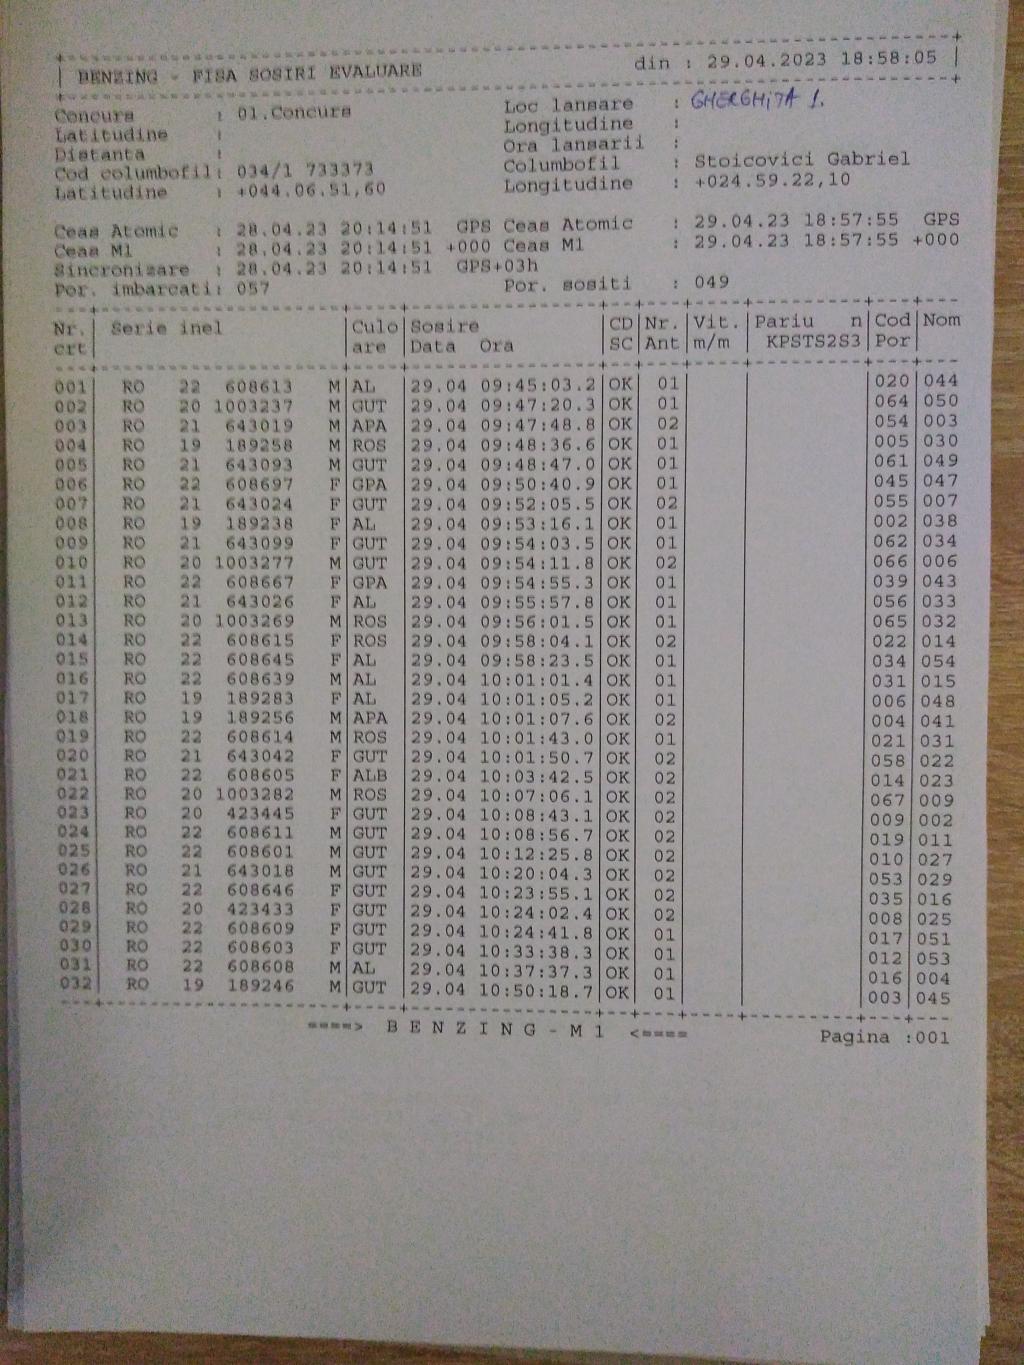 BENZING - FISA SOSIRI EVALUARE din : 29.04.2023 18:58:05
Concurs : 01.Concurs Loc lansare : GHERGHITA 1.
Latitudine : Longitudine :
Distanta : Ora lansarii :
Cod columbofil: 034/1 733373 Columbofil : Stoicovici Gabriel
Latitudine : +044.06.51,60 Longitudine : +024.59.22,10
Ceas Atomic : 28.04.23 20:14:51 GPS Ceas Atomic : 29.04.23 18:57:55 GPS
Ceas M1 : 28.04.23 20:14:51 +000 Ceas M1 : 29.04.23 18:57:55 +000
Sincronizare : 28.04.23 20:14:51 GPS+03h
Por. imbarcati: 057 Por. sositi : 049
Nr. Serie inel Culo Sosire CD Nr. Vit. Pariu n Cod Nom
crt are Data Ora SC Ant m/m KPSTS2S3 Por
001 RO 22 608613 M AL 29.04 09:45:03.2 OK 01 020 044
002 RO 20 1003237 M GUT 29.04 09:47:20.3 OK 01 064 050
003 RO 21 643019 M APA 29.04 09:47:48.8 OK 02 054 003
004 RO 19 189258 M ROS 29.04 09:48:36.6 OK 01 005 030
005 RO 21 643093 M GUT 29.04 09:48:47.0 OK 01 061 049
006 RO 22 608697 F GPA 29.04 09:50:40.9 OK 01 045 047
007 RO 21 643024 F GUT 29.04 09:52:05.5 OK 02 055 007
008 RO 19 189238 F AL 29.04 09:53:16.1 OK 01 002 038
009 RO 21 643099 F GUT 29.04 09:54:03.5 OK 01 062 034
010 RO 20 1003277 M GUT 29.04 09:54:11.8 OK 02 066 006
011 RO 22 608667 F GPA 29.04 09:54:55.3 OK 01 039 043
012 RO 21 643026 F AL 29.04 09:55:57.8 OK 01 056 033
013 RO 20 1003269 M ROS 29.04 09:56:01.5 OK 01 065 032
014 RO 22 608615 F ROS 29.04 09:58:04.1 OK 02 022 014
015 RO 22 608645 F AL 29.04 09:58:23.5 OK 01 034 054
016 RO 22 608639 M AL 29.04 10:01:01.4 OK 01 031 015
017 RO 19 189283 F AL 29.04 10:01:05.2 OK 01 006 048
018 RO 19 189256 M APA 29.04 10:01:07.6 OK 02 004 041
019 RO 22 608614 M ROS 29.04 10:01:43.0 OK 01 021 031
020 RO 21 643042 F GUT 29.04 10:01:50.7 OK 02 058 022
021 RO 22 608605 F ALB 29.04 10:03:42.5 OK 02 014 023
022 RO 20 1003282 M ROS 29.04 10:07:06.1 OK 02 067 009
023 RO 20 423445 F GUT 29.04 10:08:43.1 OK 02 009 002
024 RO 22 608611 M GUT 29.04 10:08:56.7 OK 02 019 011
025 RO 22 608601 M GUT 29.04 10:12:25.8 OK 02 010 027
026 RO 21 643018 M GUT 29.04 10:20:04.3 OK 02 053 029
027 RO 22 608646 F GUT 29.04 10:23:55.1 OK 02 035 016
028 RO 20 423433 F GUT 29.04 10:24:02.4 OK 02 008 025
029 RO 22 608609 F GUT 29.04 10:24:41.8 OK 01 017 051
030 RO 22 608603 F GUT 29.04 10:33:38.3 OK 01 012 053
031 RO 22 608608 M AL 29.04 10:37:37.3 OK 01 016 004
032 RO 19 189246 M GUT 29.04 10:50:18.7 OK 01 003 045
====> B E N Z I N G - M 1 <==== Pagina :001